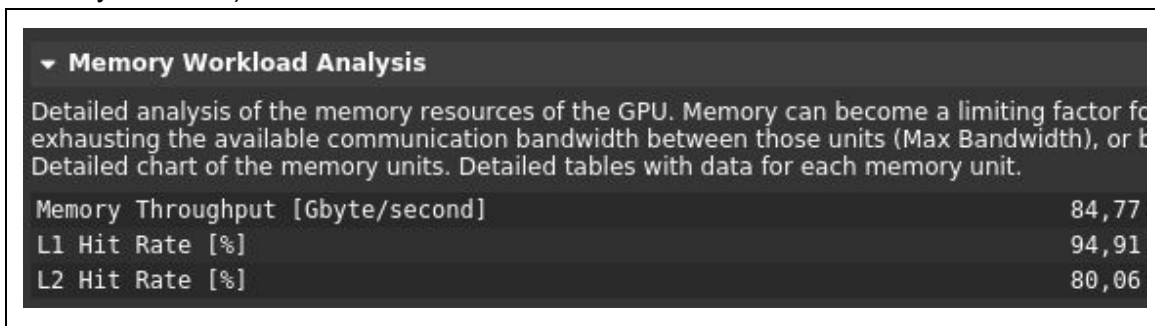 Memory Workload Analysis
Detailed analysis of the memory resources of the GPU. Memory can become a limiting factor
exhausting the available communication bandwidth between those units (Max Bandwidth), or
Detailed chart of the memory units. Detailed tables with data for each memory unit.
Memory Throughput [Gbyte/second] 84,77
L1 Hit Rate [%] 94,91
L2 Hit Rate [%] 80,06